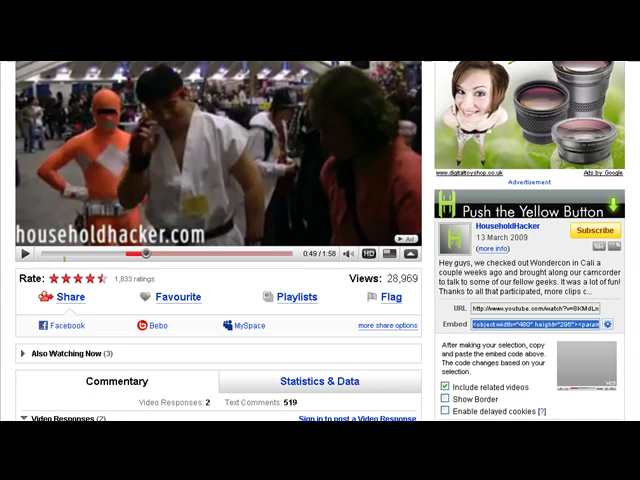 householdhacker.com
Ad
0:49 / 1:58
HD
Rate:
1,833 ratings
Views: 28,969
Share
Favourite
Playlists
Flag
Facebook
Bebo
MySpace
more share options
Also Watching Now (3)
Commentary
Statistics & Data
Video Responses: 2
Text Comments: 519
Video Responses (2)
Sign in to post a Video Response
www.digitaltoyshop.co.uk
Ads by Google
Advertisement
Push the Yellow Button
HouseholdHacker
13 March 2009
(more info)
Subscribe
Hey guys, we checked out Wondercon in Cali a
couple weeks ago and brought along our camcorder
to talk to some of our fellow geeks. It was a lot of fun!
Thanks to all that participated, more clips c...
URL
http://www.youtube.com/watch?v=8KMdLn
Embed
<object width="480" height="295"><param
After making your selection, copy
and paste the embed code above.
The code changes based on your
selection.
Include related videos
Show Border
Enable delayed cookies [?]